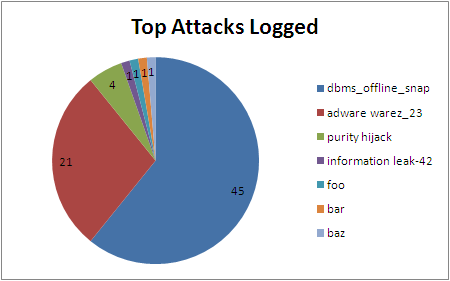 Top Attacks Logged
45
21
4
1
1
1
1
dbms_offline_snap
adware warez_23
purity hijack
information leak-42
foo
bar
baz